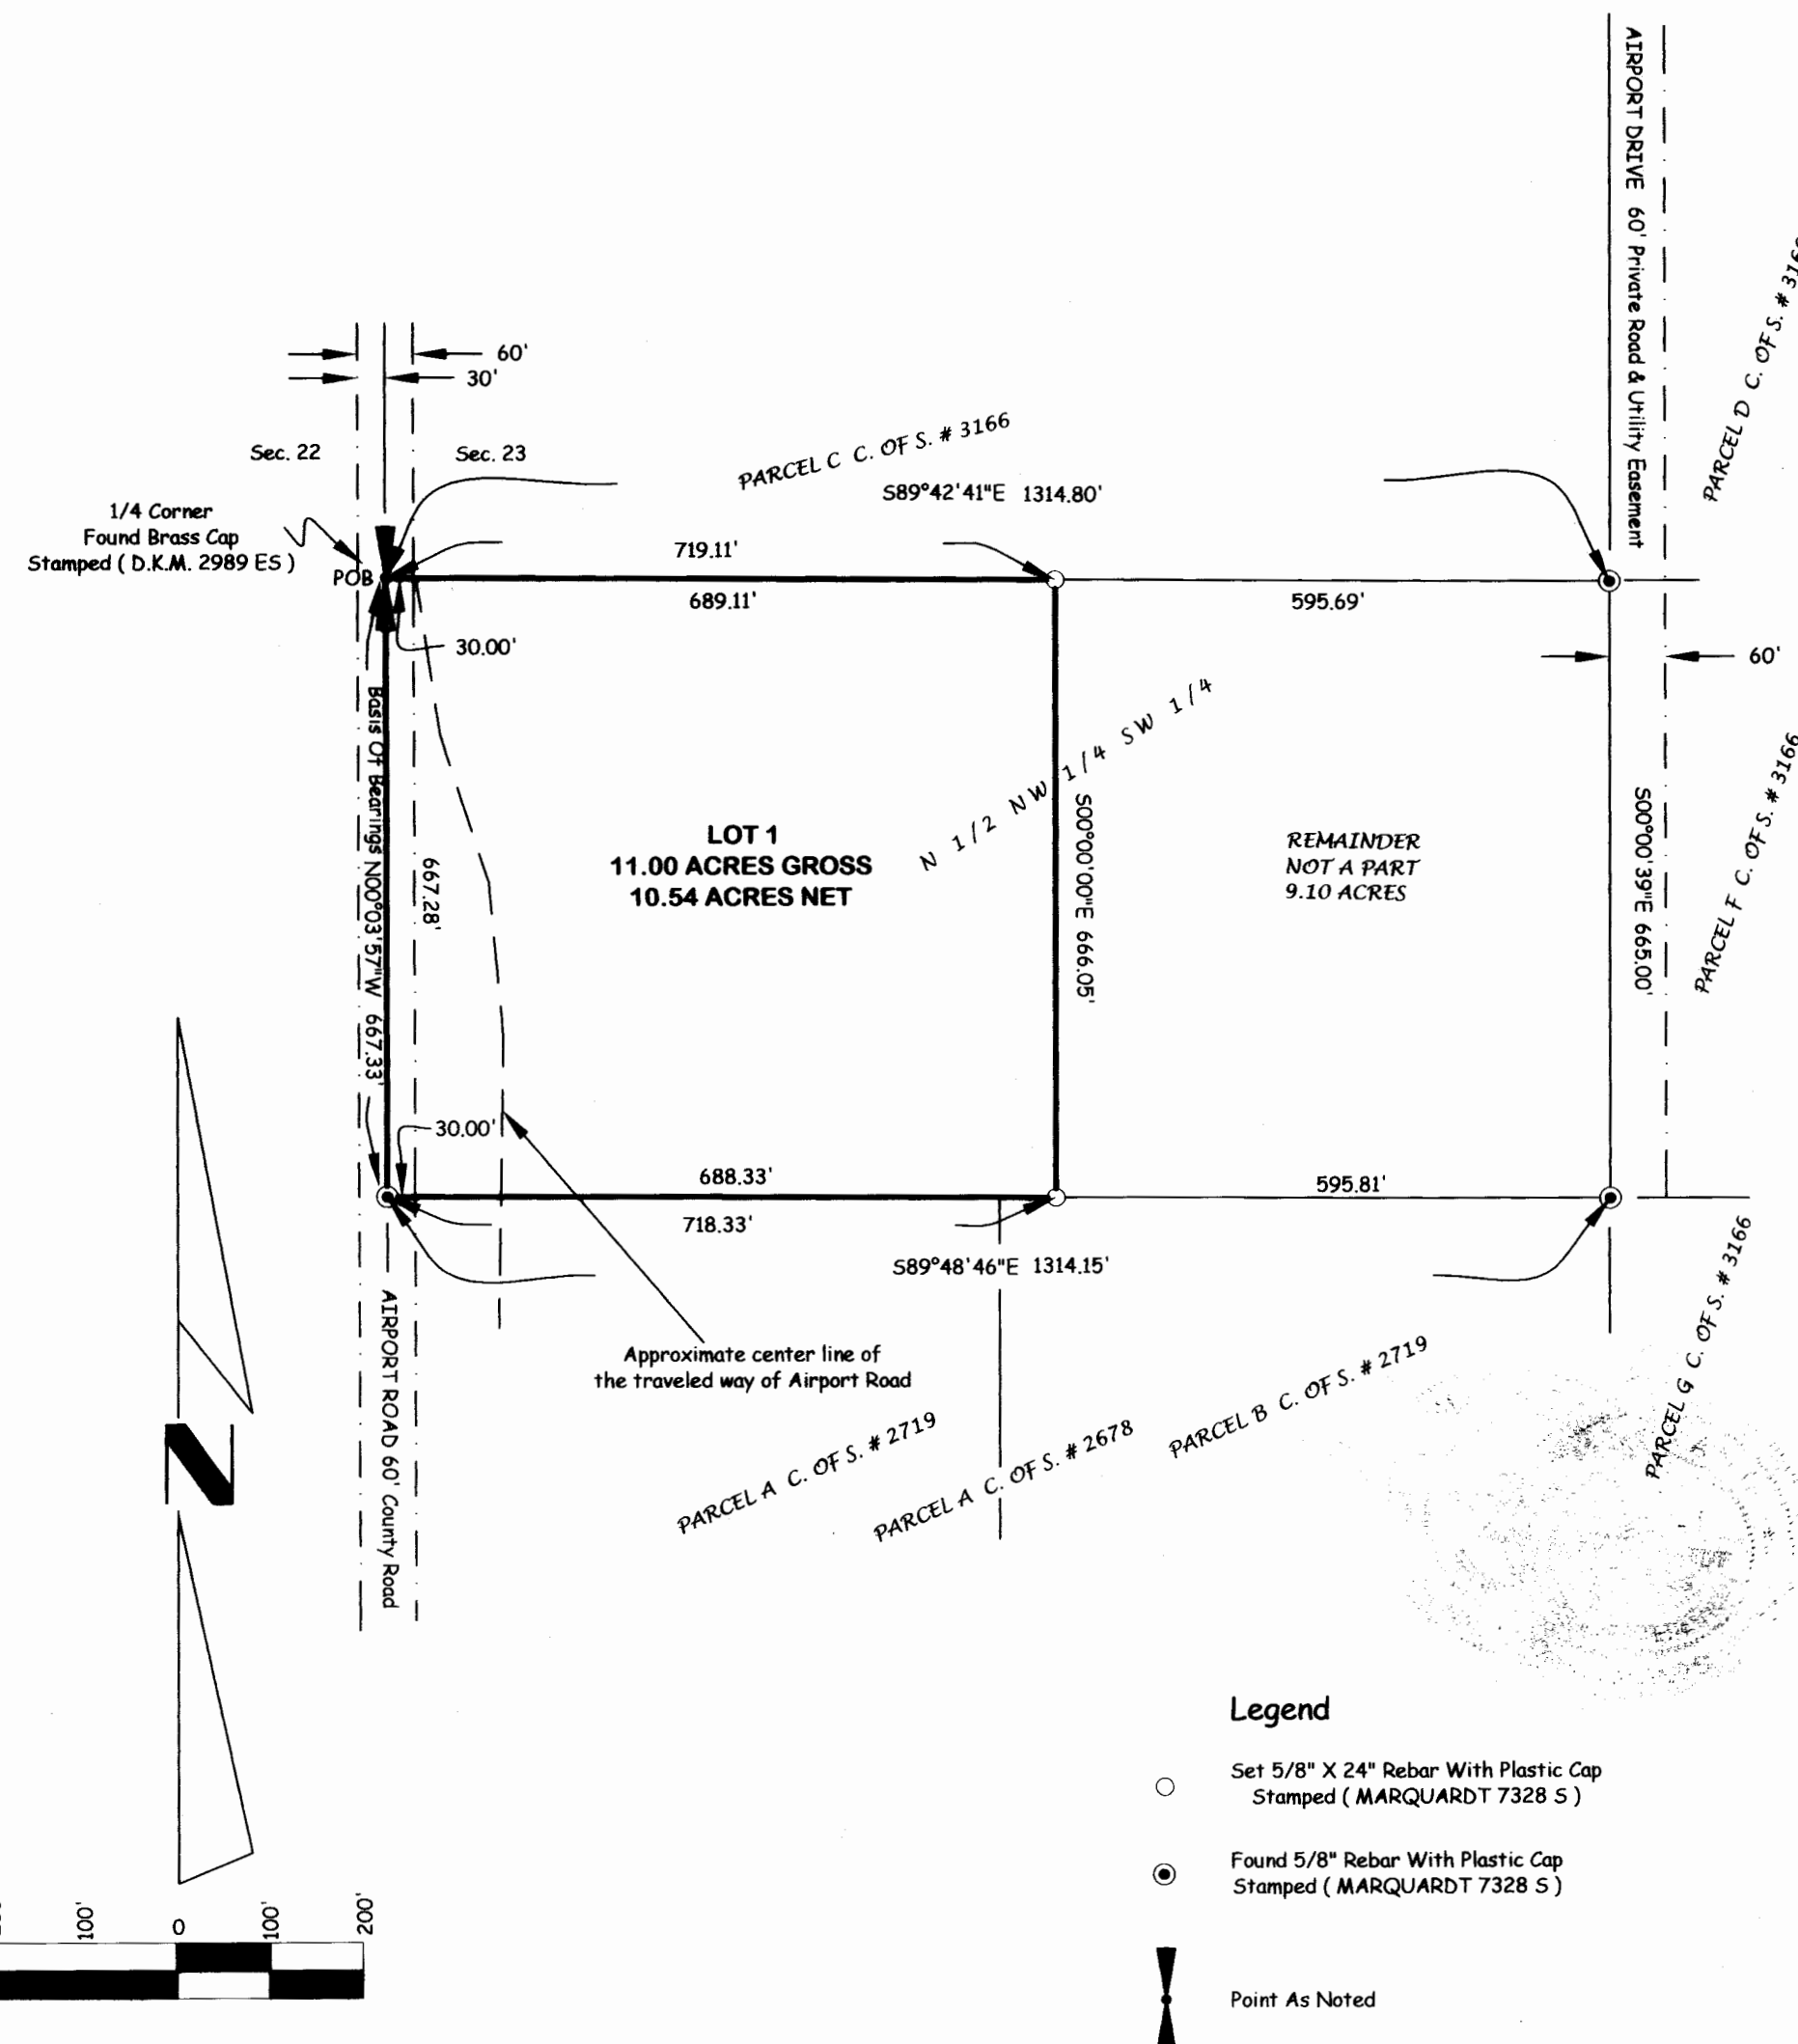 AIRPORT DRIVE 60' Private Road & Utility Easement
PARCEL D C. OF S. #
60'
30'
Sec. 22
Sec. 23
PARCEL C C. OF S. # 3166
S89°42'41"E 1314.80'
1/4 Corner
Found Brass Cap
Stamped ( D.K.M. 2989 ES )
POB
719.11'
689.11'
595.69'
30.00'
60'
Basis Of Bearings N00°03'57"W 667.33'
667.28'
N 1/2 NW 1/4 SW 1/4
LOT 1
11.00 ACRES GROSS
10.54 ACRES NET
S00°00'00"E 666.05'
REMAINDER
NOT A PART
9.10 ACRES
S00°00'39"E 665.00'
PARCEL F C. OF S. # 3166
30.00'
688.33'
718.33'
595.81'
S89°48'46"E 1314.15'
AIRPORT ROAD 60' County Road
Approximate center line of
the traveled way of Airport Road
PARCEL A C. OF S. # 2719
PARCEL A C. OF S. # 2678
PARCEL B C. OF S. # 2719
PARCEL G C. OF S. # 3166
N
Legend
Set 5/8" X 24" Rebar With Plastic Cap
Stamped ( MARQUARDT 7328 S )
Found 5/8" Rebar With Plastic Cap
Stamped ( MARQUARDT 7328 S )
Point As Noted
100'
0
100'
200'